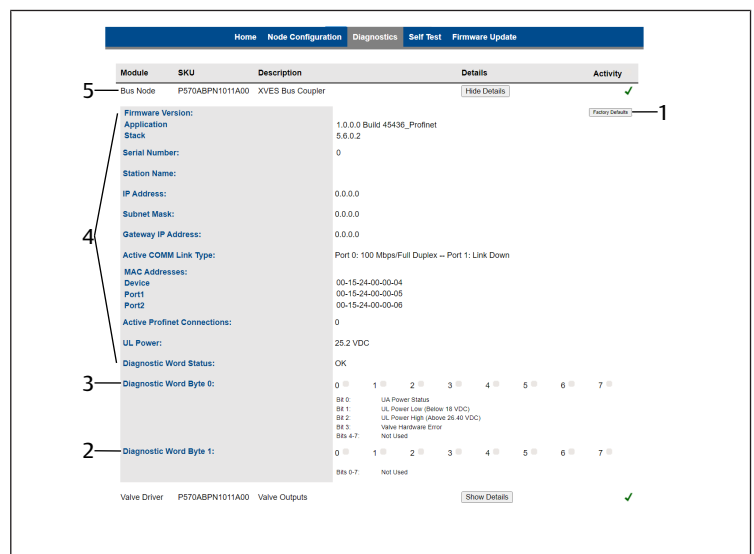 Home Node Configuration Diagnostics Self Test Firmware Update
Module SKU Description Details Activity
5 Bus Node P570ABPN1011A00 XVES Bus Coupler Hide Details ✓
Firmware Version: Factory Defaults 1
Application 1.0.0.0 Build 45436_Profinet
Stack 5.6.0.2
Serial Number: 0
Station Name:
IP Address: 0.0.0.0
Subnet Mask: 0.0.0.0
4 Gateway IP Address: 0.0.0.0
Active COMM Link Type: Port 0: 100 Mbps/Full Duplex -- Port 1: Link Down
MAC Addresses:
Device 00-15-24-00-00-04
Port1 00-15-24-00-00-05
Port2 00-15-24-00-00-06
Active Profinet Connections: 0
UL Power: 25.2 VDC
Diagnostic Word Status: OK
3 Diagnostic Word Byte 0: 0 1 2 3 4 5 6 7
Bit 0: UA Power Status
Bit 1: UL Power Low (Below 18 VDC)
Bit 2: UL Power High (Above 26.40 VDC)
Bit 3: Valve Hardware Error
Bits 4-7: Not Used
2 Diagnostic Word Byte 1: 0 1 2 3 4 5 6 7
Bits 0-7: Not Used
Valve Driver P570ABPN1011A00 Valve Outputs Show Details ✓